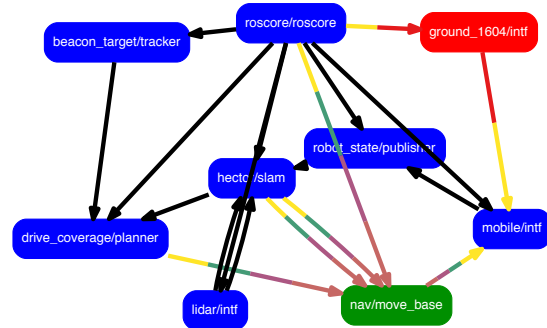 roscore/roscore
ground_1604/intf
beacon_target/tracker
robot_state/publisher
hector/slam
mobile/intf
drive_coverage/planner
nav/move_base
lidar/intf